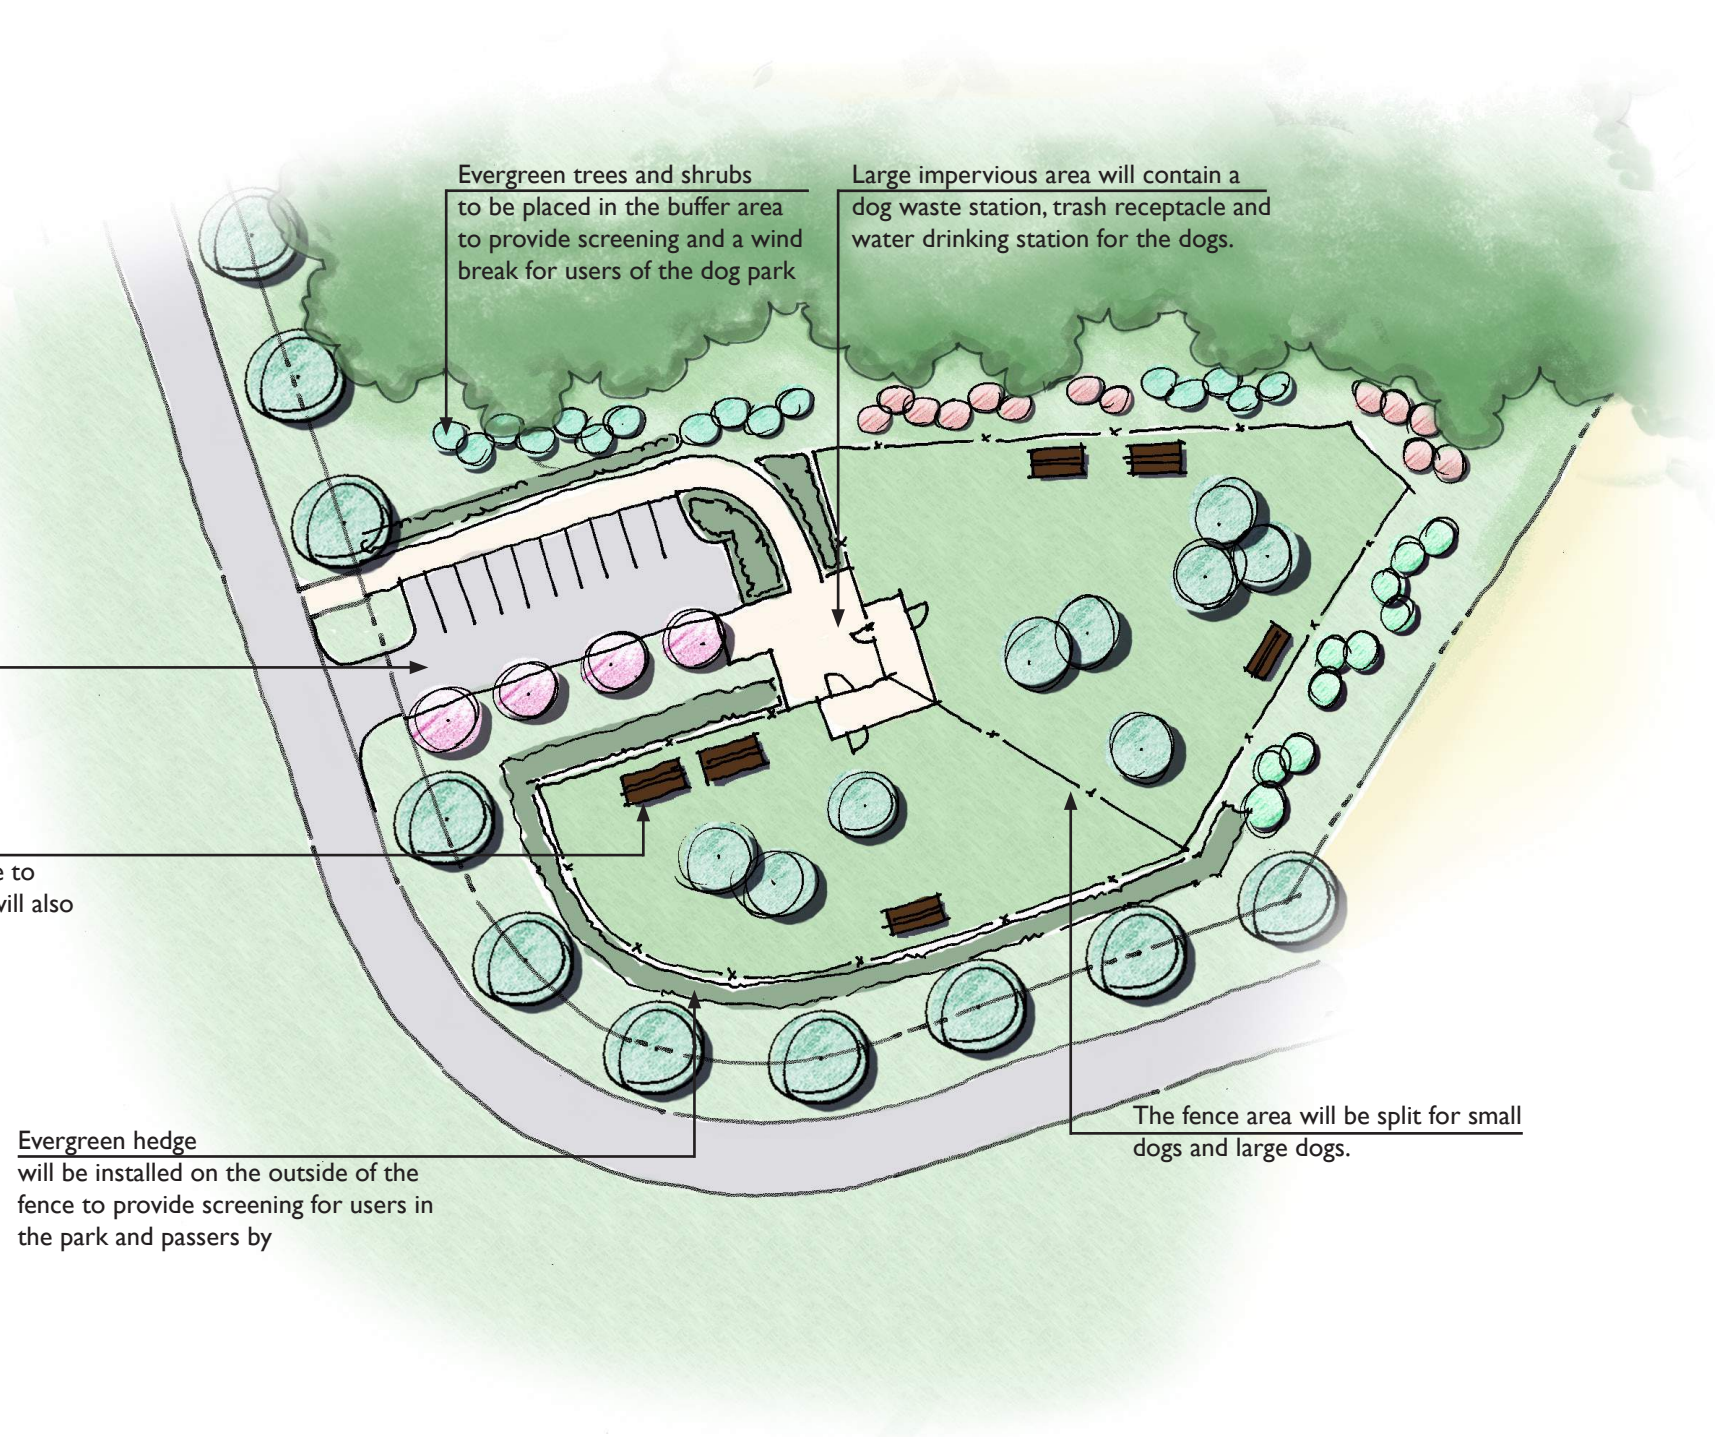 Evergreen trees and shrubs
to be placed in the buffer area
to provide screening and a wind
break for users of the dog park
Large impervious area will contain a
dog waste station, trash receptacle and
water drinking station for the dogs.
to
will also
Evergreen hedge
will be installed on the outside of the
fence to provide screening for users in
the park and passers by
The fence area will be split for small
dogs and large dogs.